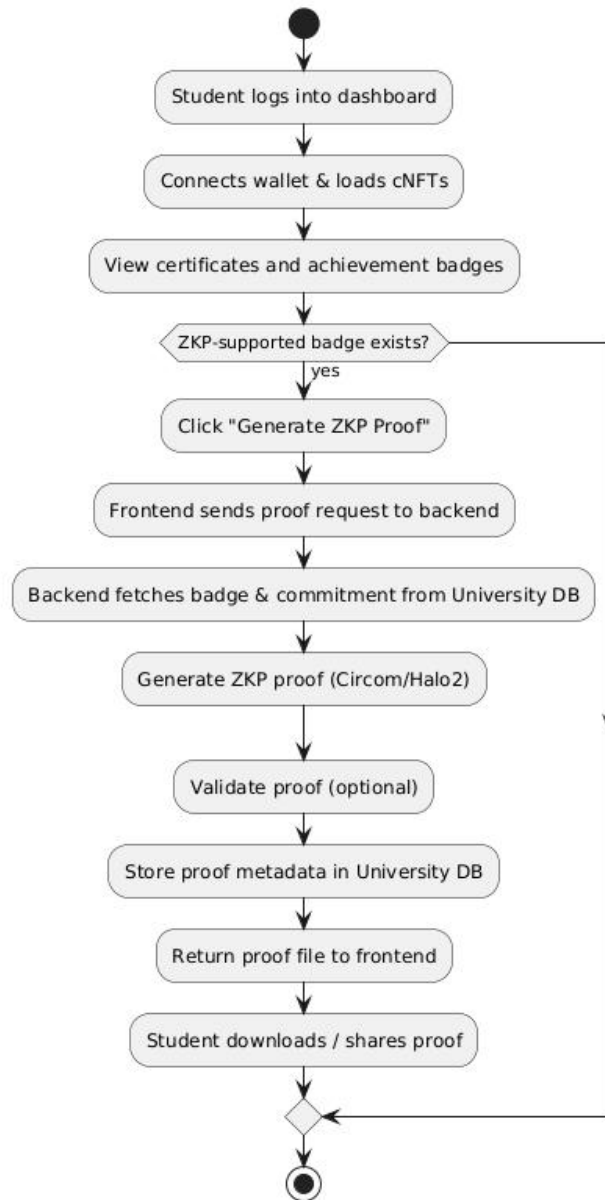 Student logs into dashboard
Connects wallet & loads cNFTs
View certificates and achievement badges
ZKP-supported badge exists?
yes
Click "Generate ZKP Proof"
Frontend sends proof request to backend
Backend fetches badge & commitment from University DB
Generate ZKP proof (Circom/Halo2)
Validate proof (optional)
Store proof metadata in University DB
Return proof file to frontend
Student downloads / shares proof